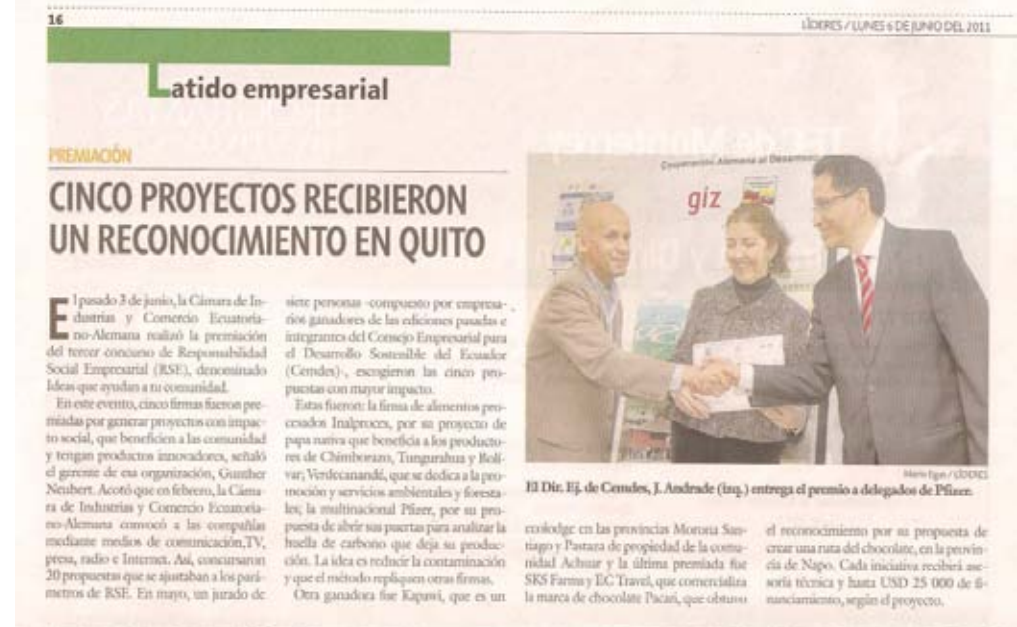 16
LÍDERES / LUNES 6 DE JUNIO DEL 2011
Latido empresarial
PREMIACIÓN
CINCO PROYECTOS RECIBIERON
UN RECONOCIMIENTO EN QUITO
El pasado 3 de junio, la Cámara de In-
dustrias y Comercio Ecuatoria-
no-Alemana realizó la premiación
del tercer concurso de Responsabilidad
Social Empresarial (RSE), denominado
Ideas que ayudan a tu comunidad.
En este evento, cinco firmas fueron pre-
miadas por generar proyectos con impac-
to social, que beneficien a las comunidad
y tengan productos innovadores, señaló
el gerente de esa organización, Gunther
Neubert. Acotó que en febrero, la Cáma-
ra de Industrias y Comercio Ecuatoria-
no-Alemana convocó a las compañías
mediante medios de comunicación,TV,
presa, radio e Internet. Así, concursaron
20 propuestas que se ajustaban a los pará-
metros de RSE. En mayo, un jurado de
siete personas -compuesto por empresa-
rios ganadores de las ediciones pasadas e
integrantes del Consejo Empresarial para
el Desarrollo Sostenible del Ecuador
(Cemdes)-, escogieron las cinco pro-
puestas con mayor impacto.
Estas fueron: la firma de alimentos pro-
cesados Inalproces, por su proyecto de
papa nativa que beneficia a los producto-
res de Chimborazo, Tungurahua y Bolí-
var; Verdecanandé, que se dedica a la pro-
moción y servicios ambientales y foresta-
les; la multinacional Pfizer, por su pro-
puesta de abrir sus puertas para analizar la
huella de carbono que deja su produc-
ción. La idea es reducir la contaminación
y que el método repliquen otras firmas.
Otra ganadora fue Kapawi, que es un
Cooperación Alemana al Desarrollo
giz
Mario Egas / LÍDERES
El Dir. Ej. de Cemdes, J. Andrade (izq.) entrega el premio a delegados de Pfizer.
ecolodge en las provincias Morona San-
tiago y Pastaza de propiedad de la comu-
nidad Achuar y la última premiada fue
SKS Farms y EC Travel, que comercializa
la marca de chocolate Pacari, que obtuvo
el reconocimiento por su propuesta de
crear una ruta del chocolate, en la provin-
cia de Napo. Cada iniciativa recibirá ase-
soría técnica y hasta USD 25 000 de fi-
nanciamiento, según el proyecto.